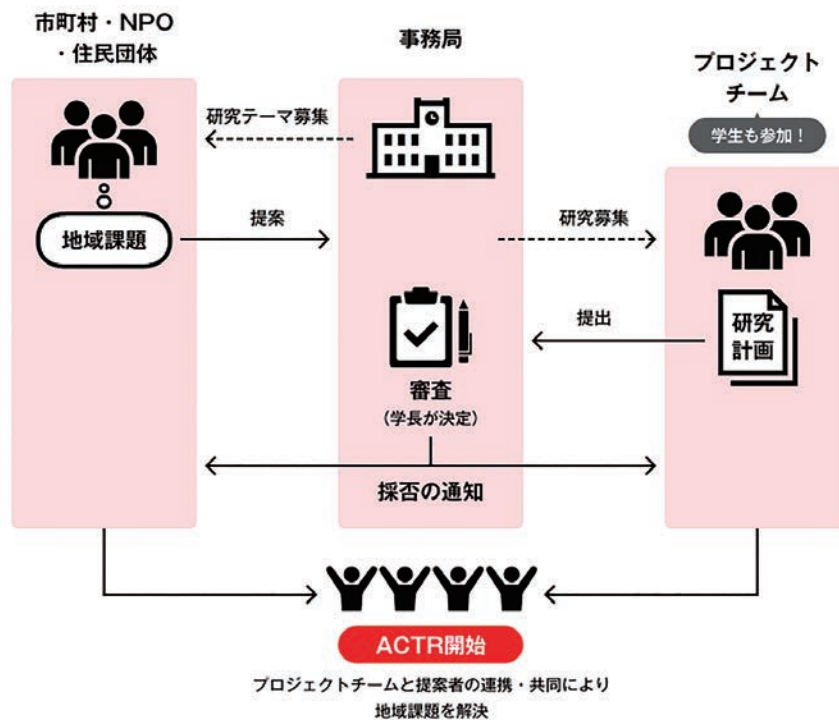 市町村・NPO
・住民団体
事務局
プロジェクト
チーム
学生も参加！
研究テーマ募集
地域課題
提案
研究募集
提出
研究
計画
審査
（学長が決定）
採否の通知
ACTR開始
プロジェクトチームと提案者の連携・共同により
地域課題を解決